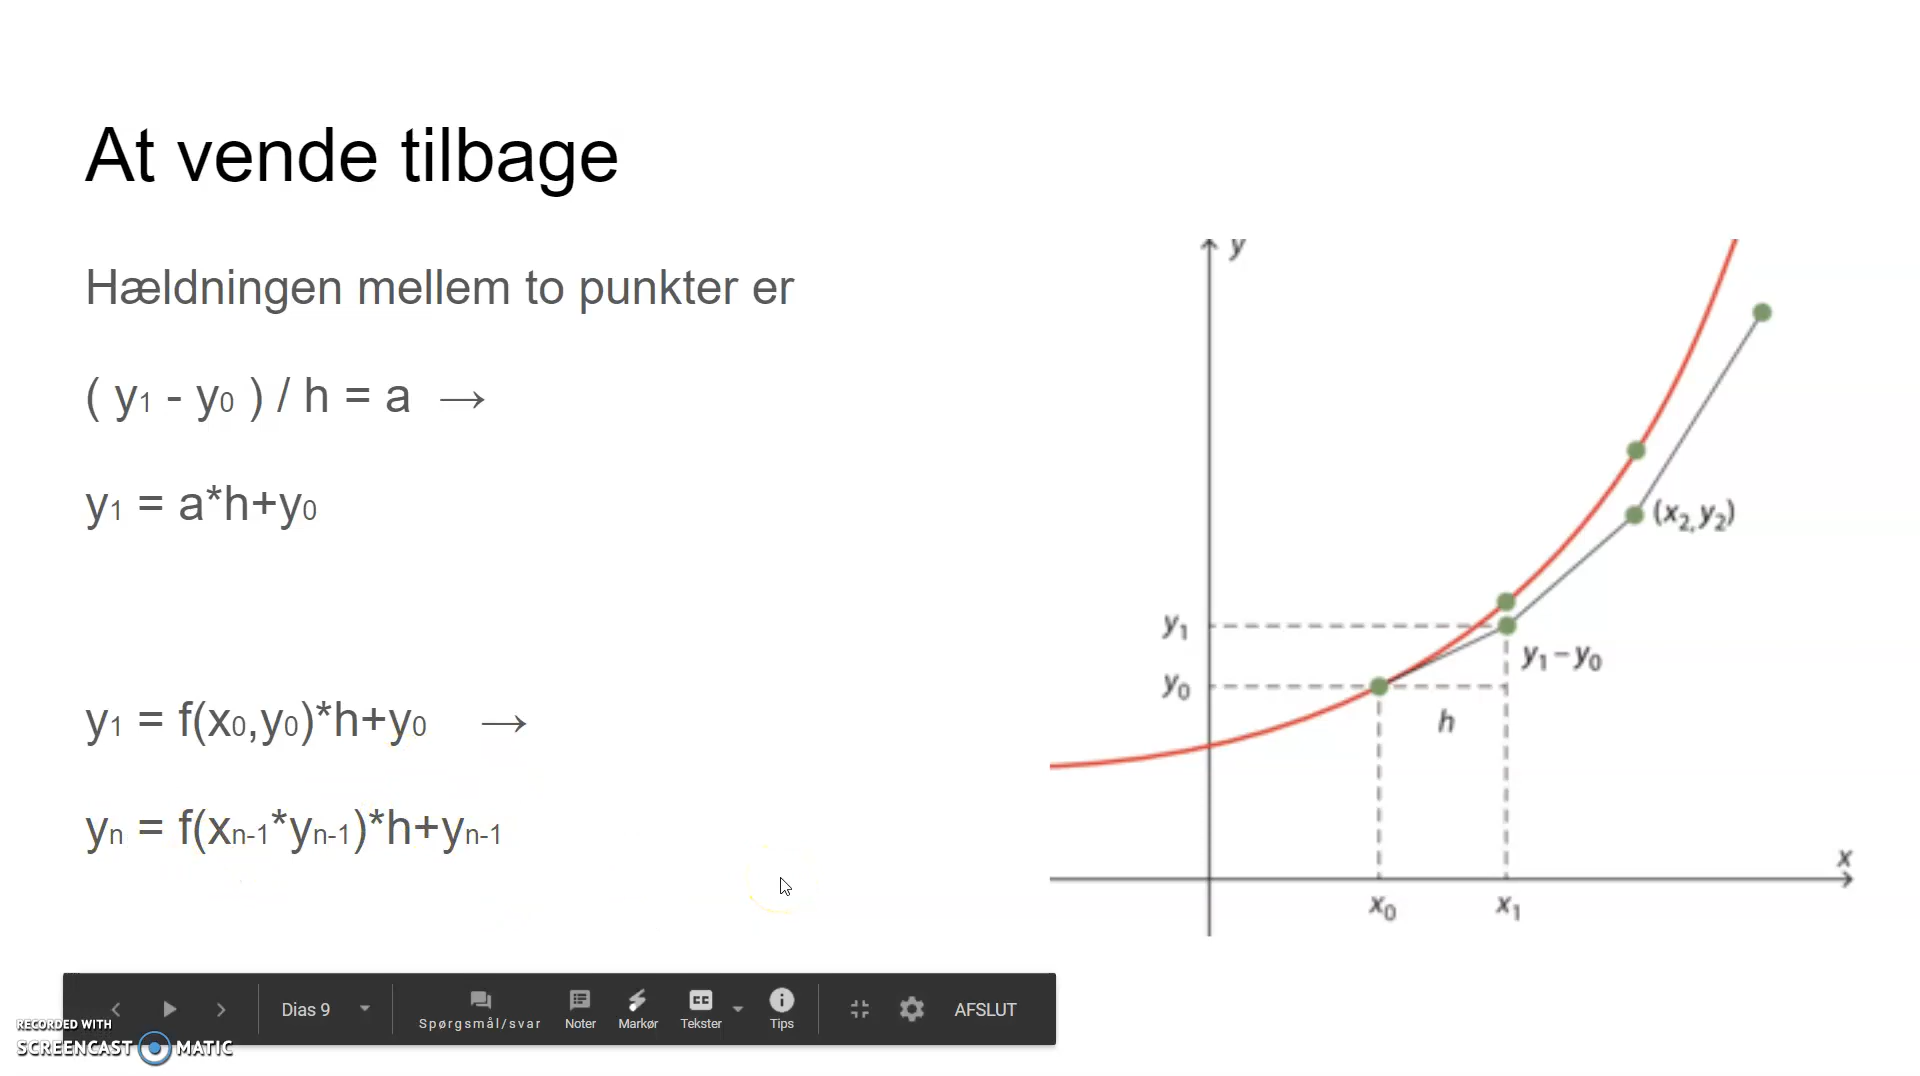 At vende tilbage
Hældningen mellem to punkter er
( y1 - y0 ) / h = a →
y1 = a*h+y0
y1 = f(x0,y0)*h+y0 →
yn = f(xn-1*yn-1)*h+yn-1
y
(x2,y2)
y1
y1−y0
y0
h
x
x0
x1
Dias 9
Spørgsmål/svar
Noter
Markør
CC
Tekster
Tips
AFSLUT
RECORDED WITH
SCREENCAST MATIC